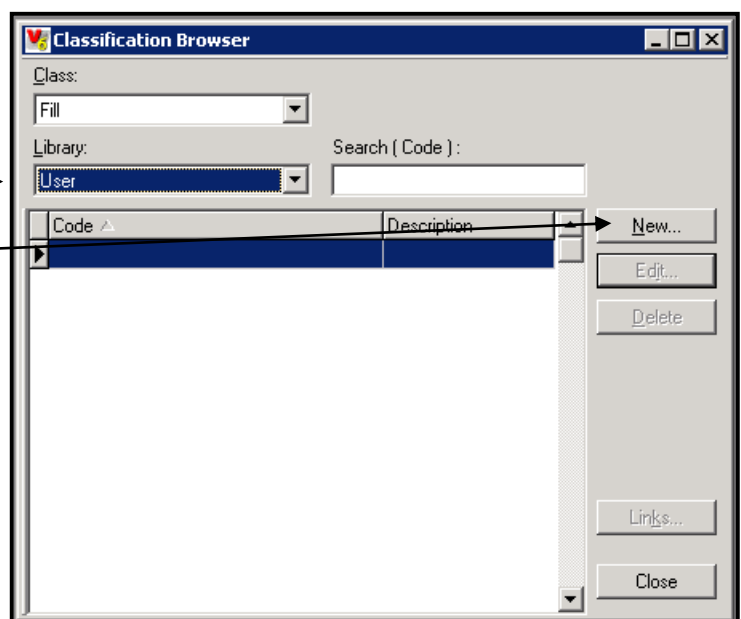 Classification Browser
Class:
Fill
Library:
Search ( Code ) :
User
Code
Description
New...
Edit...
Delete
Links...
Close